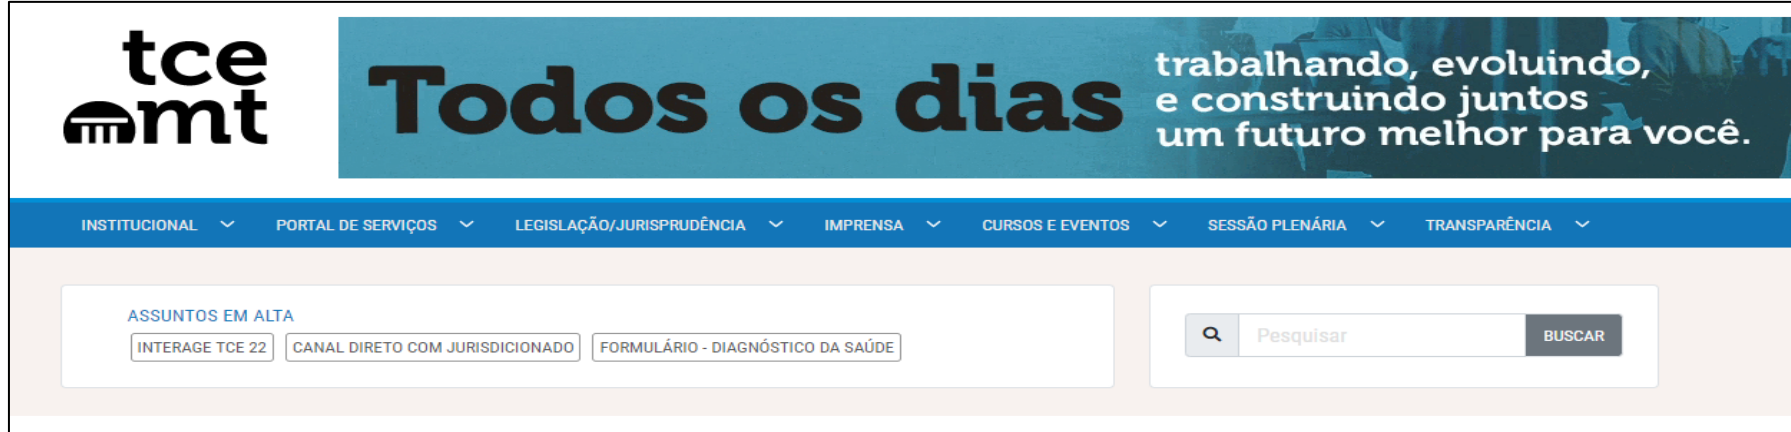 tce
mt
Todos os dias
trabalhando, evoluindo,
e construindo juntos
um futuro melhor para você.
INSTITUCIONAL PORTAL DE SERVIÇOS LEGISLAÇÃO/JURISPRUDÊNCIA IMPRENSA CURSOS E EVENTOS SESSÃO PLENÁRIA TRANSPARÊNCIA
ASSUNTOS EM ALTA
INTERAGE TCE 22 CANAL DIRETO COM JURISDICIONADO FORMULÁRIO - DIAGNÓSTICO DA SAÚDE
Pesquisar BUSCAR